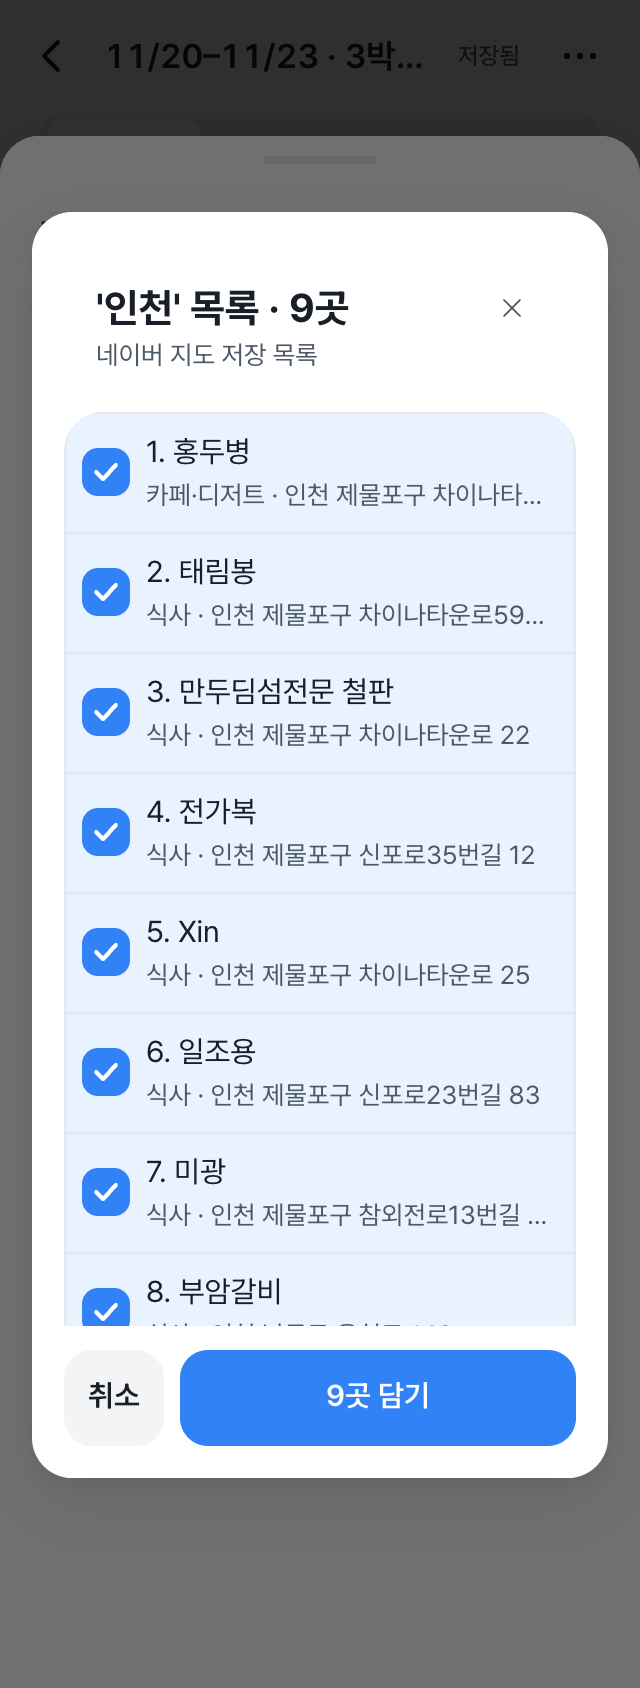 11/20–11/23 · 3박... 저장됨
'인천' 목록 · 9곳
네이버 지도 저장 목록
1. 홍두병
카페·디저트 · 인천 제물포구 차이나타...
2. 태림봉
식사 · 인천 제물포구 차이나타운로59...
3. 만두딤섬전문 철판
식사 · 인천 제물포구 차이나타운로 22
4. 전가복
식사 · 인천 제물포구 신포로35번길 12
5. Xin
식사 · 인천 제물포구 차이나타운로 25
6. 일조용
식사 · 인천 제물포구 신포로23번길 83
7. 미광
식사 · 인천 제물포구 참외전로13번길 ...
8. 부암갈비
취소
9곳 담기